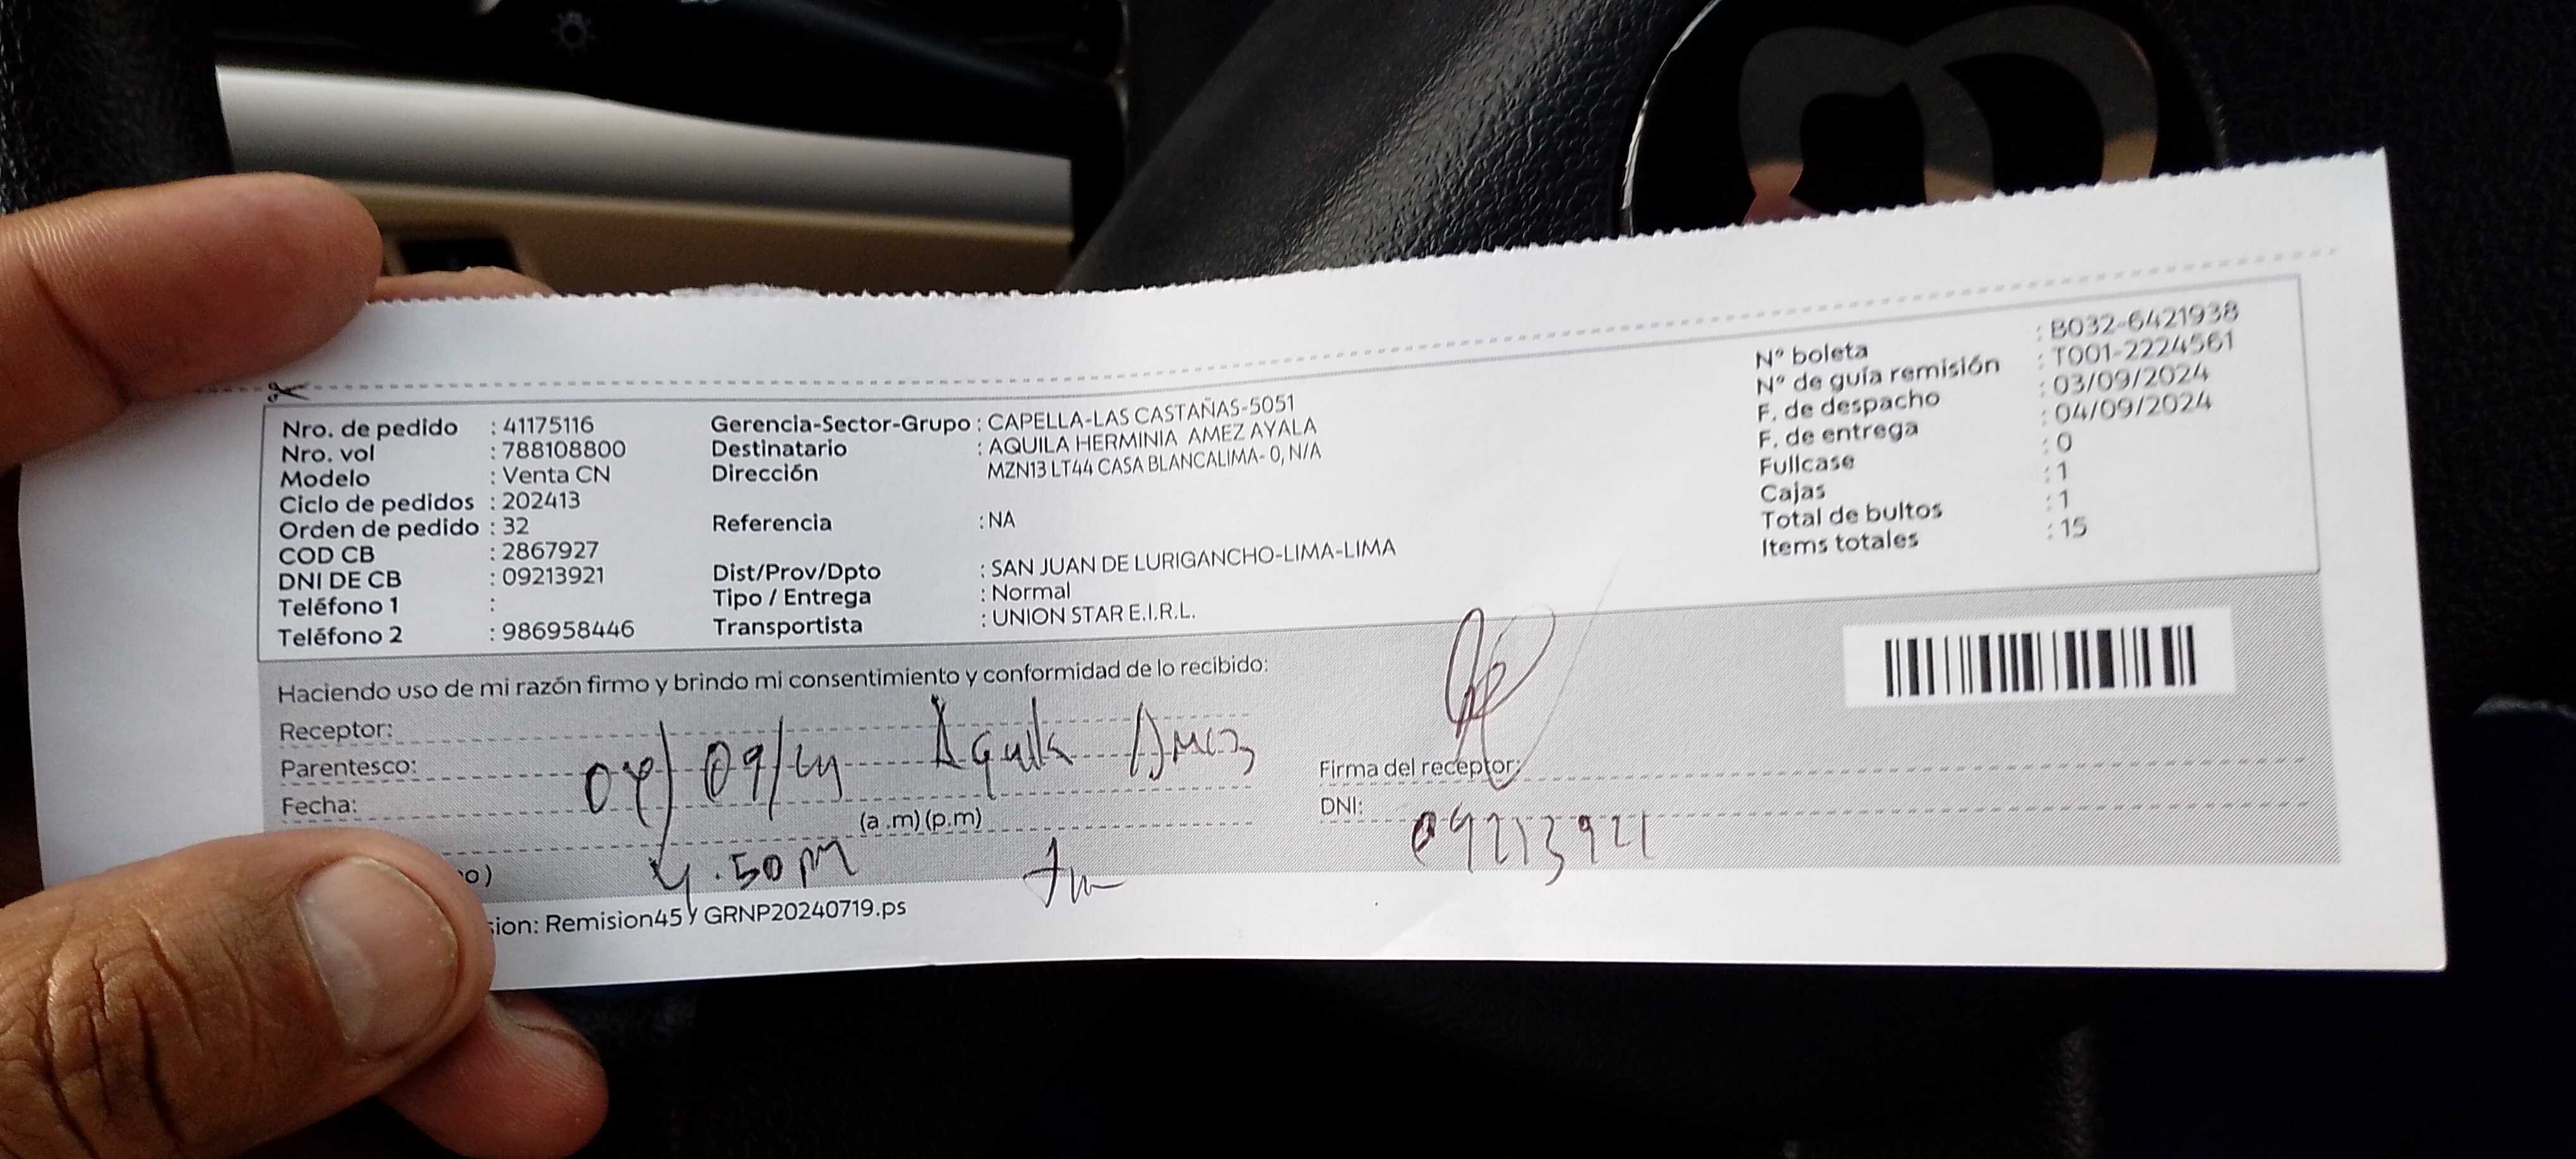 Nro. de pedido : 41175116
Nro. vol : 788108800
Modelo : Venta CN
Ciclo de pedidos : 202413
Orden de pedido : 32
COD CB : 2867927
DNI DE CB : 09213921
Teléfono 1 :
Teléfono 2 : 986958446
Gerencia-Sector-Grupo : CAPELLA-LAS CASTAÑAS-5051
Destinatario : AQUILA HERMINIA AMEZ AYALA
Dirección MZN13 LT44 CASA BLANCALIMA- 0, N/A
Referencia : NA
Dist/Prov/Dpto : SAN JUAN DE LURIGANCHO-LIMA-LIMA
Tipo / Entrega : Normal
Transportista : UNION STAR E.I.R.L.
N° boleta : B032-6421938
N° de guía remisión : T001-2224561
F. de despacho : 03/09/2024
F. de entrega : 04/09/2024
Fullcase : 0
Cajas : 1
Total de bultos : 1
Items totales : 15
Haciendo uso de mi razón firmo y brindo mi consentimiento y conformidad de lo recibido:
Receptor:
Parentesco:
Fecha: 04/09/24 Aquila Amez
(a .m) (p.m)
4.50 pm
o )
Firma del receptor:
DNI: 09213921
sion: Remision45 y GRNP20240719.ps